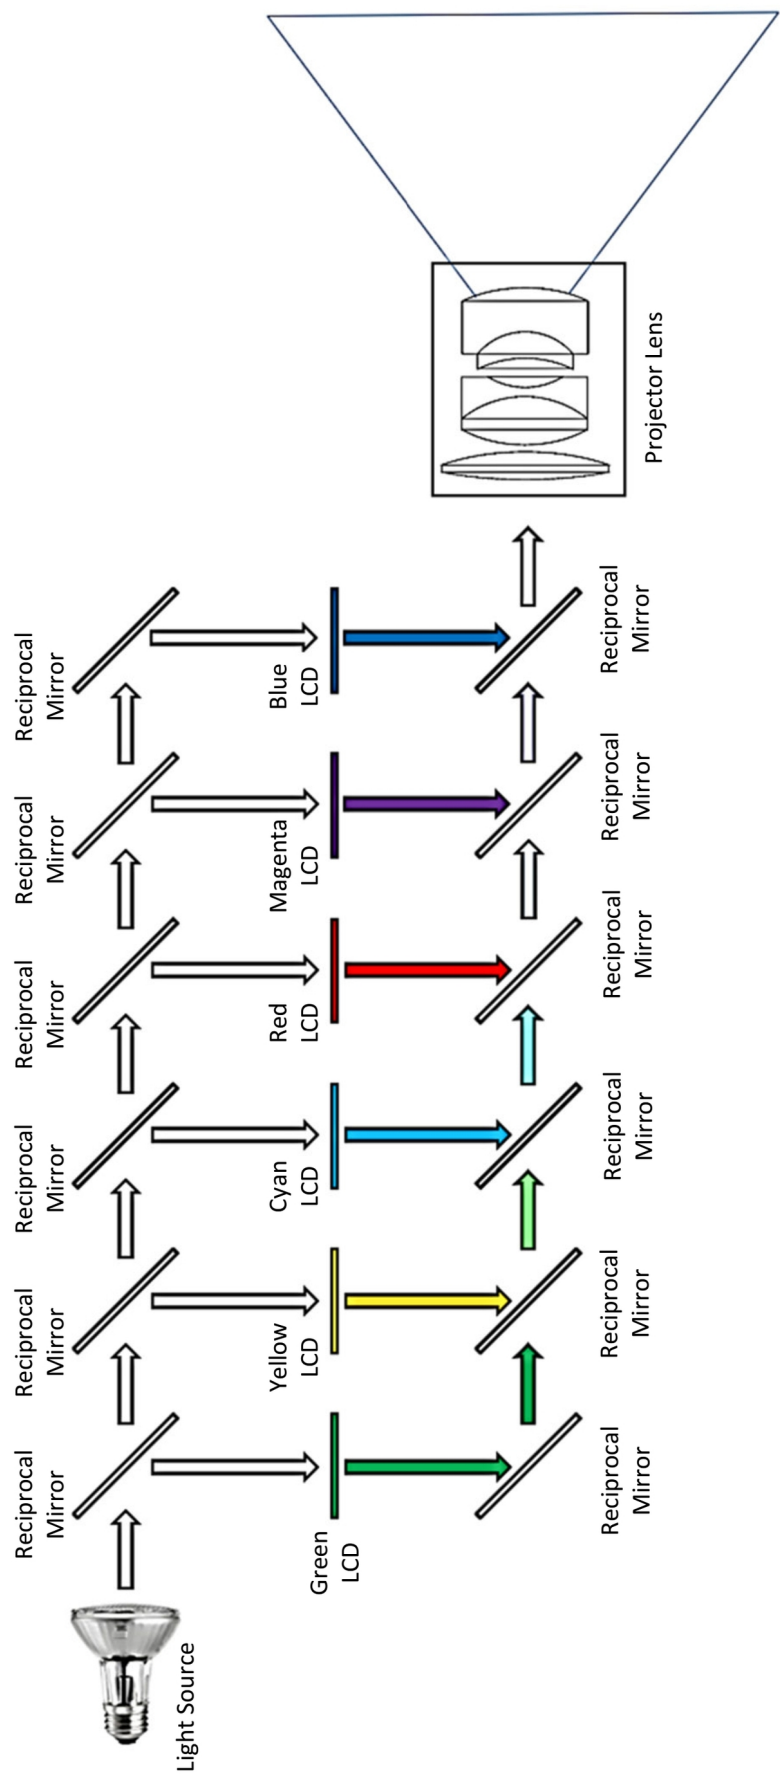 Reciprocal
Mirror
Reciprocal
Mirror
Reciprocal
Mirror
Reciprocal
Mirror
Reciprocal
Mirror
Reciprocal
Mirror
Light Source
Green
LCD
Yellow
LCD
Cyan
LCD
Red
LCD
Magenta
LCD
Blue
LCD
Reciprocal
Mirror
Reciprocal
Mirror
Reciprocal
Mirror
Reciprocal
Mirror
Reciprocal
Mirror
Reciprocal
Mirror
Projector Lens